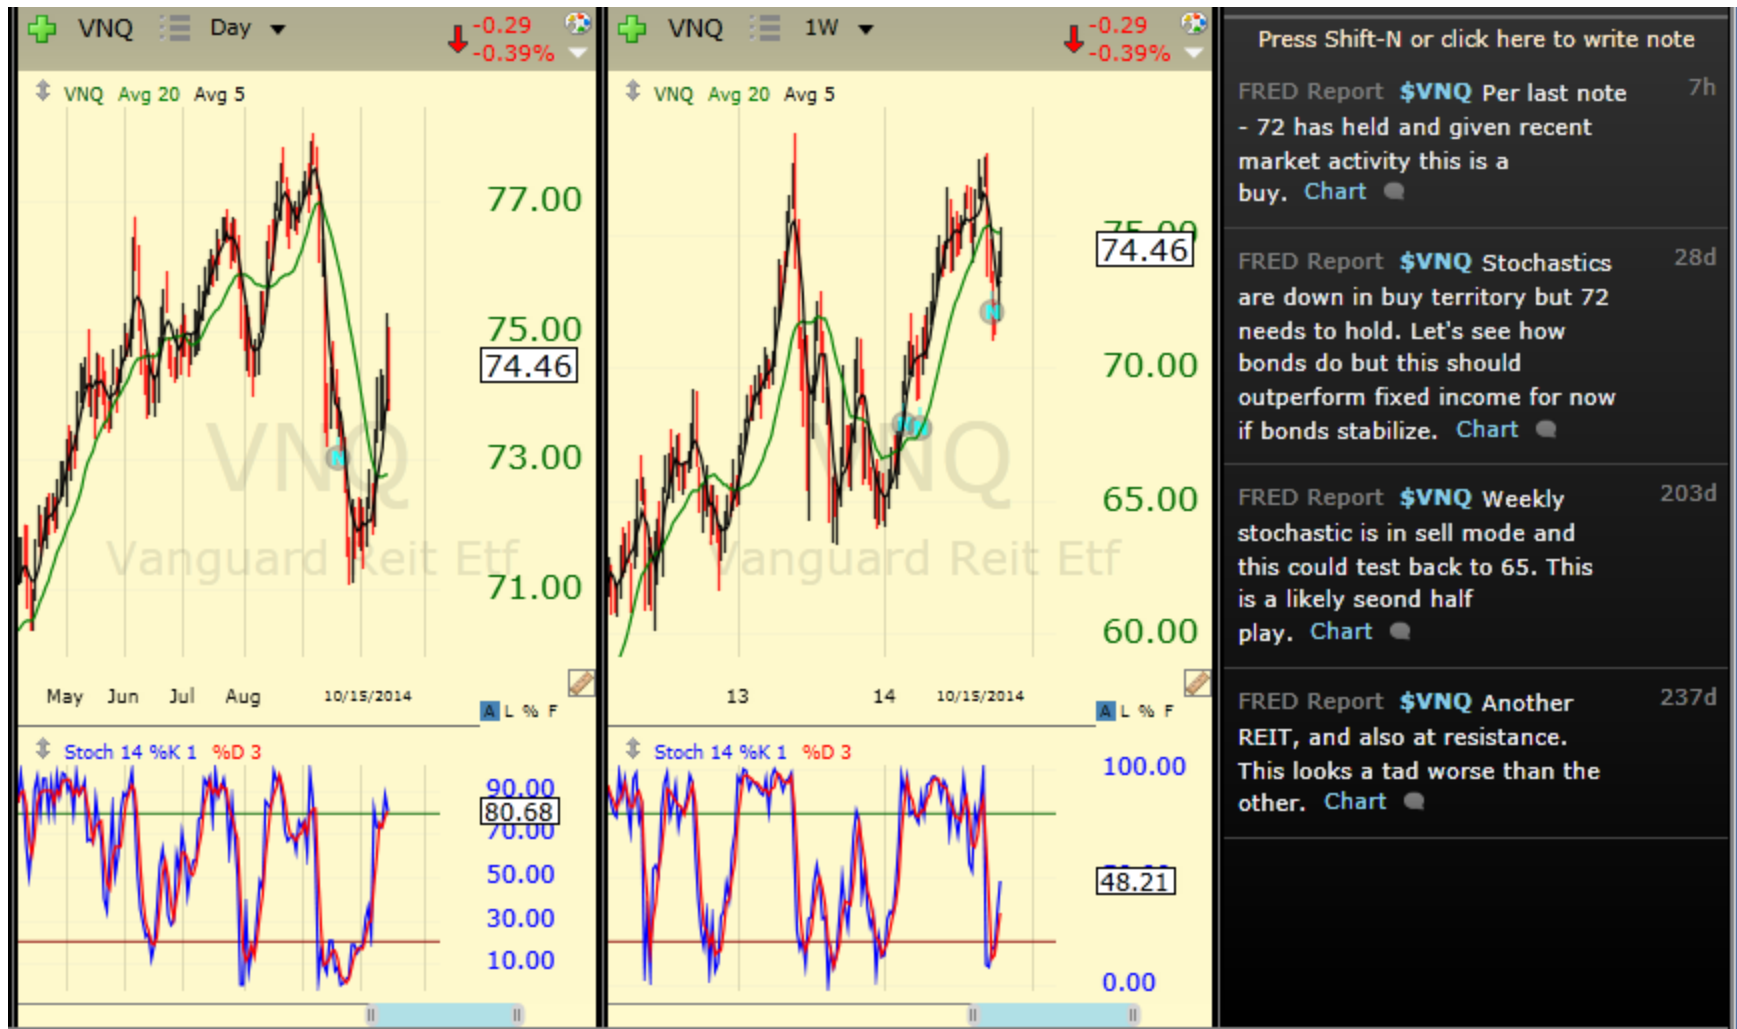 VNQ Day -0.29
-0.39%
VNQ Avg 20 Avg 5
77.00
75.00
74.46
73.00
71.00
VNQ
Vanguard Reit Etf
May Jun Jul Aug 10/15/2014
A L % F
Stoch 14 %K 1 %D 3
90.00
80.68
70.00
50.00
30.00
10.00
VNQ 1W -0.29
-0.39%
VNQ Avg 20 Avg 5
75.00
74.46
70.00
65.00
60.00
N
N
N
VNQ
Vanguard Reit Etf
13 14 10/15/2014
A L % F
Stoch 14 %K 1 %D 3
100.00
48.21
0.00
Press Shift-N or click here to write note
FRED Report $VNQ Per last note 7h
- 72 has held and given recent
market activity this is a
buy. Chart
FRED Report $VNQ Stochastics 28d
are down in buy territory but 72
needs to hold. Let's see how
bonds do but this should
outperform fixed income for now
if bonds stabilize. Chart
FRED Report $VNQ Weekly 203d
stochastic is in sell mode and
this could test back to 65. This
is a likely seond half
play. Chart
FRED Report $VNQ Another 237d
REIT, and also at resistance.
This looks a tad worse than the
other. Chart